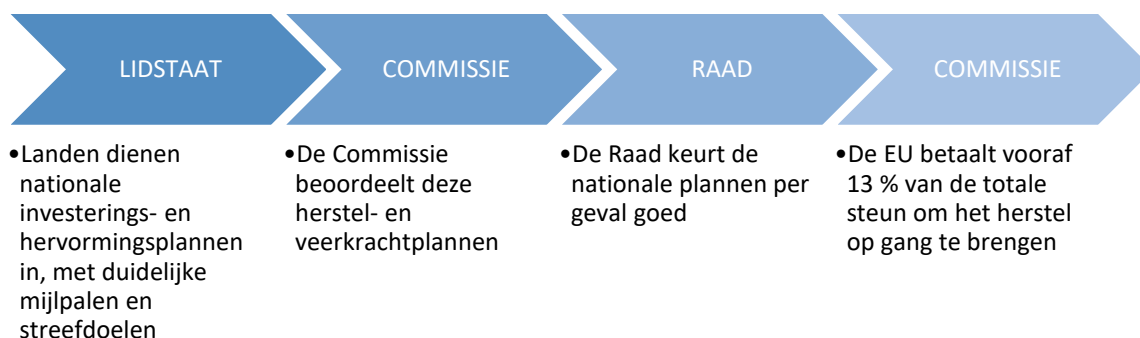 LIDSTAAT
•Landen dienen
nationale
investerings- en
hervormingsplannen
in, met duidelijke
mijlpalen en
streefdoelen
COMMISSIE
•De Commissie
beoordeelt deze
herstel- en
veerkrachtplannen
RAAD
•De Raad keurt de
nationale plannen per
geval goed
COMMISSIE
•De EU betaalt vooraf
13 % van de totale
steun om het herstel
op gang te brengen